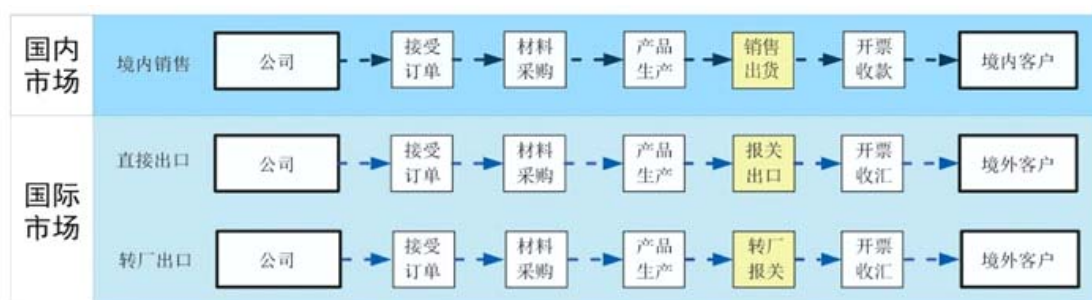 国内
市场
境内销售
公司
接受
订单
材料
采购
产品
生产
销售
出货
开票
收款
境内客户
国际
市场
直接出口
公司
接受
订单
材料
采购
产品
生产
报关
出口
开票
收汇
境外客户
转厂出口
公司
接受
订单
材料
采购
产品
生产
转厂
报关
开票
收汇
境外客户